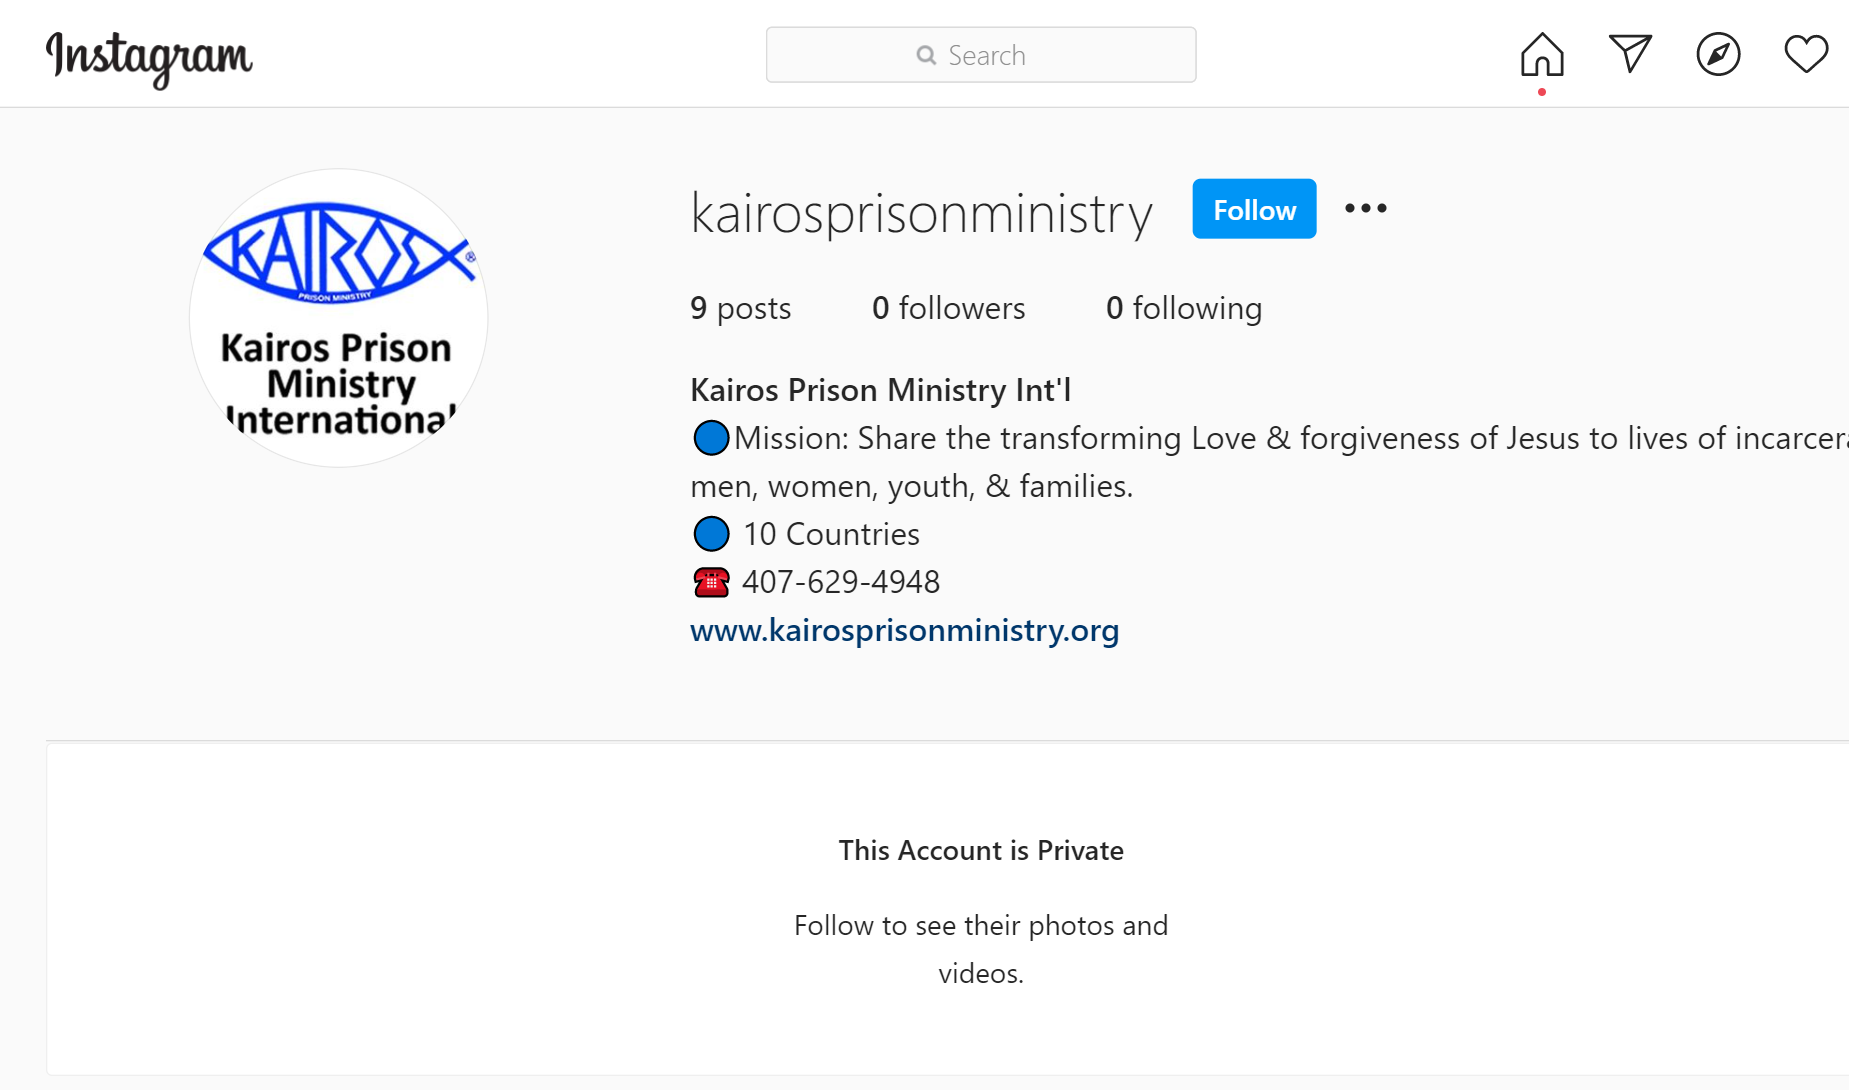 Instagram
Search
KAIROS®
PRISON MINISTRY
Kairos Prison
Ministry
International
kairosprisonministry
Follow
9 posts
0 followers
0 following
Kairos Prison Ministry Int'l
Mission: Share the transforming Love & forgiveness of Jesus to lives of
men, women, youth, & families.
10 Countries
407-629-4948
www.kairosprisonministry.org
This Account is Private
Follow to see their photos and
videos.